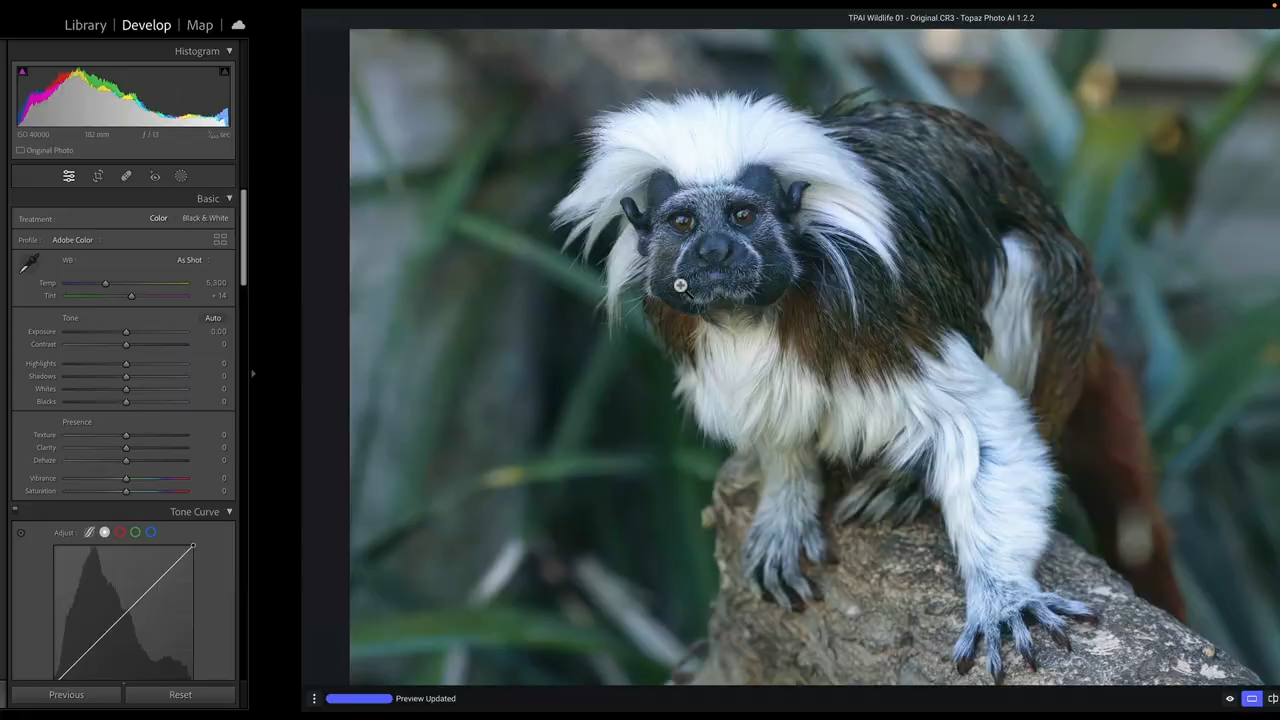 Library | Develop | Map
TPAI Wildlife 01 - Original.CR3 - Topaz Photo AI 1.2.2
Histogram
ISO 40000 182 mm ƒ / 13
Original Photo
Basic
Treatment: Color Black & White
Profile: Adobe Color
WB: As Shot
Temp 5,300
Tint + 14
Tone Auto
Exposure 0.00
Contrast 0
Highlights 0
Shadows 0
Whites 0
Blacks 0
Presence
Texture 0
Clarity 0
Dehaze 0
Vibrance 0
Saturation 0
Tone Curve
Adjust:
Previous Reset
Preview Updated